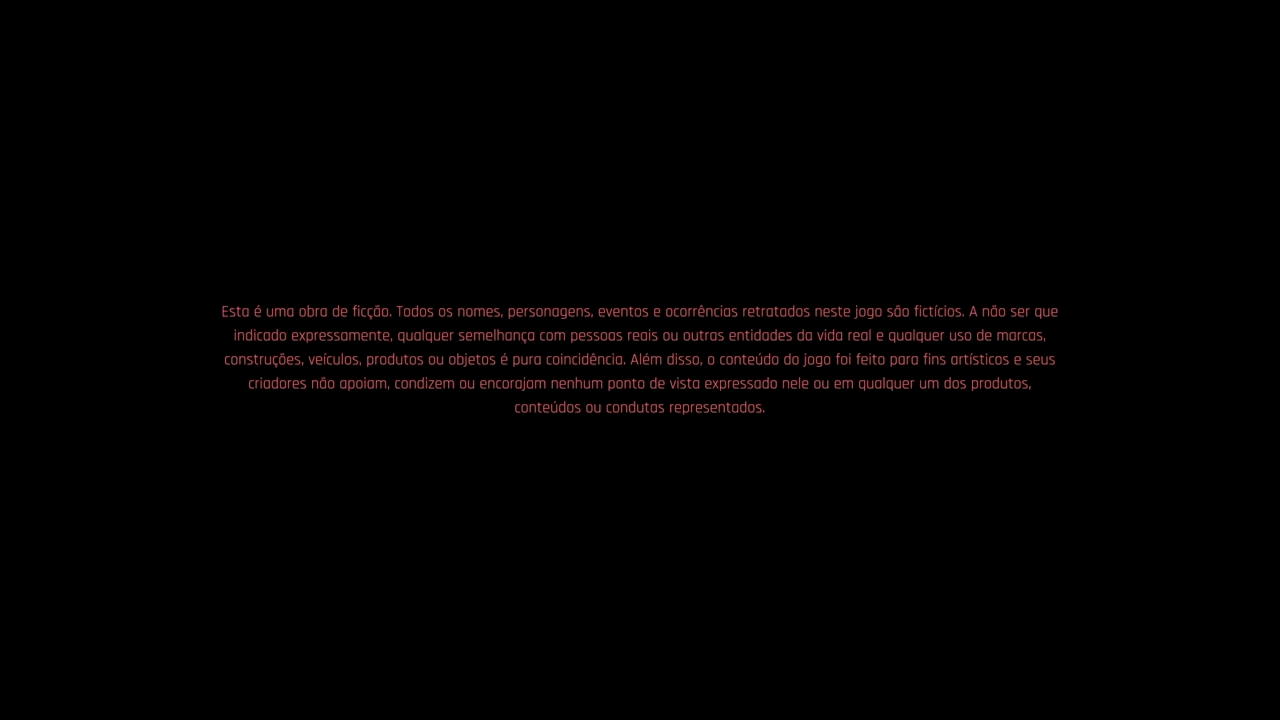 Esta é uma obra de ficção. Todos os nomes, personagens, eventos e ocorrências retratados neste jogo são fictícios. A não ser que
indicado expressamente, qualquer semelhança com pessoas reais ou outras entidades da vida real e qualquer uso de marcas,
construções, veículos, produtos ou objetos é pura coincidência. Além disso, o conteúdo do jogo foi feito para fins artísticos e seus
criadores não apoiam, condizem ou encorajam nenhum ponto de vista expressado nele ou em qualquer um dos produtos,
conteúdos ou condutas representados.